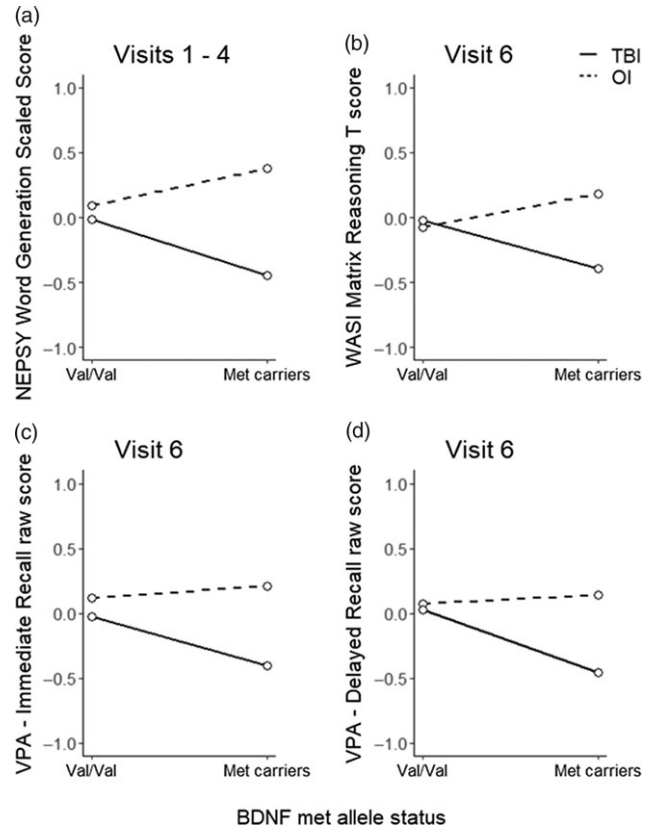 (a)
Visits 1 - 4
NEPSY Word Generation Scaled Score
1.0
0.5
0.0
−0.5
−1.0
Val/Val Met carriers
(b)
Visit 6
TBI
OI
WASI Matrix Reasoning T score
1.0
0.5
0.0
−0.5
−1.0
Val/Val Met carriers
(c)
Visit 6
VPA - Immediate Recall raw score
1.0
0.5
0.0
−0.5
−1.0
Val/Val Met carriers
(d)
Visit 6
VPA - Delayed Recall raw score
1.0
0.5
0.0
−0.5
−1.0
Val/Val Met carriers
BDNF met allele status